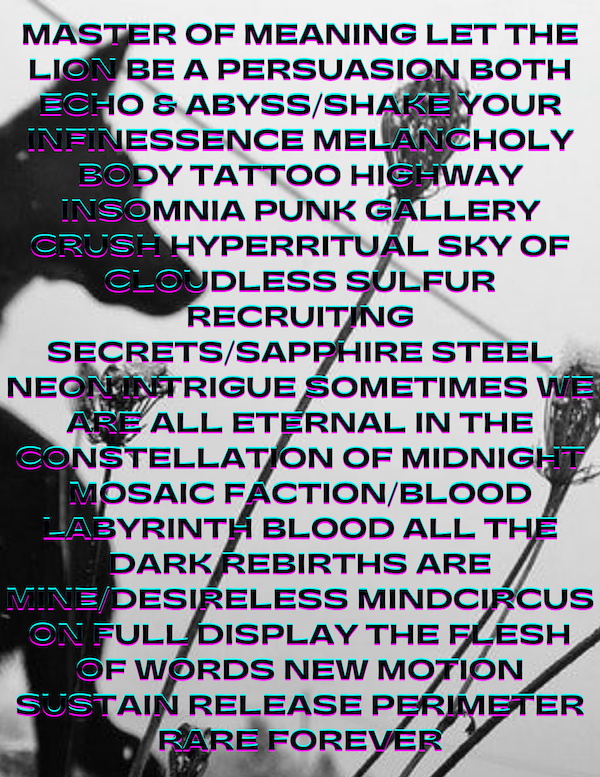 MASTER OF MEANING LET THE
LION BE A PERSUASION BOTH
ECHO & ABYSS/SHAKE YOUR
INFINESSENCE MELANCHOLY
BODY TATTOO HIGHWAY
INSOMNIA PUNK GALLERY
CRUSH HYPERRITUAL SKY OF
CLOUDLESS SULFUR
RECRUITING
SECRETS/SAPPHIRE STEEL
NEON INTRIGUE SOMETIMES WE
ARE ALL ETERNAL IN THE
CONSTELLATION OF MIDNIGHT
MOSAIC FACTION/BLOOD
LABYRINTH BLOOD ALL THE
DARK REBIRTHS ARE
MINE/DESIRELESS MINDCIRCUS
ON FULL DISPLAY THE FLESH
OF WORDS NEW MOTION
SUSTAIN RELEASE PERIMETER
RARE FOREVER